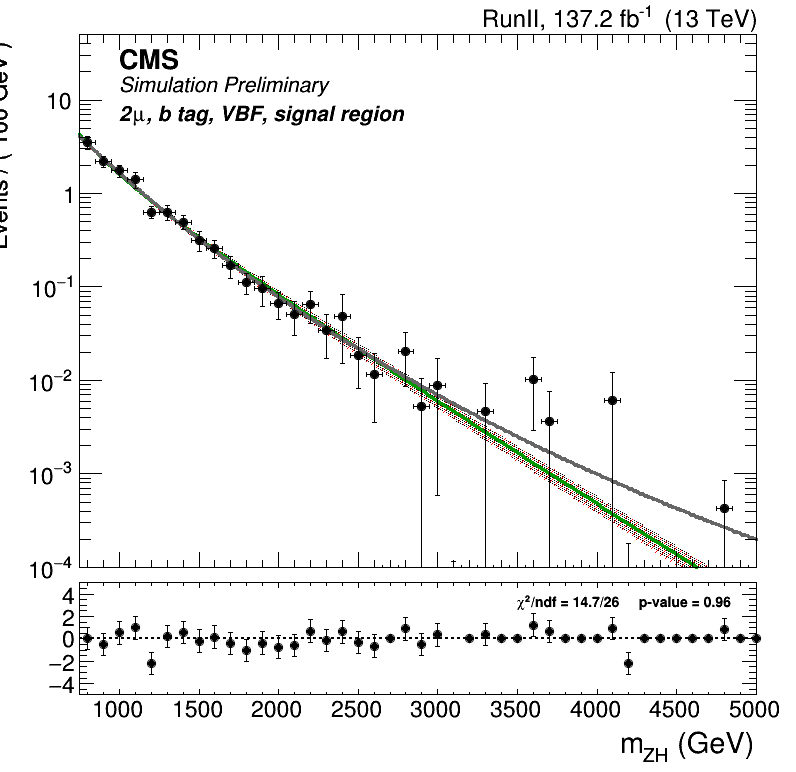 RunII, 137.2 fb⁻¹ (13 TeV)
CMS
Simulation Preliminary
2μ, b tag, VBF, signal region
10
1
10⁻¹
10⁻²
10⁻³
10⁻⁴
χ²/ndf = 14.7/26 p-value = 0.96
4
2
0
−2
−4
1000 1500 2000 2500 3000 3500 4000 4500 5000
m_ZH (GeV)